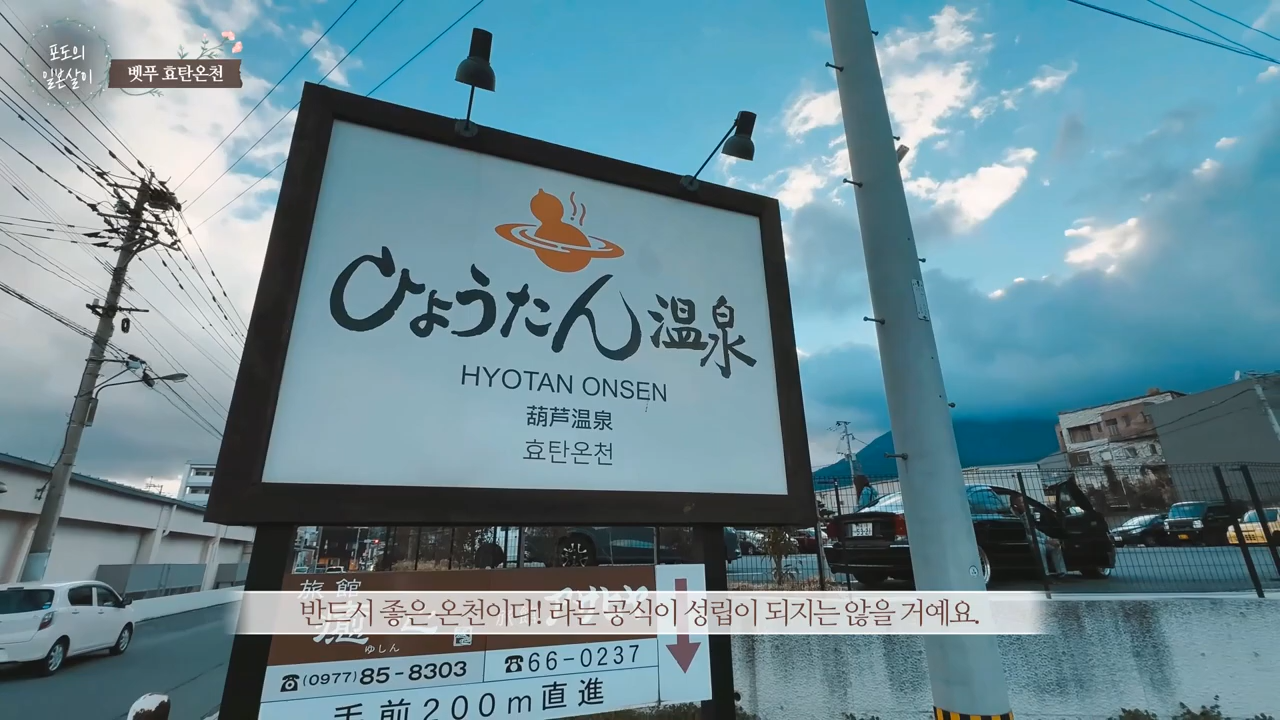 포도의
일본살이
벳푸 효탄온천
ひょうたん温泉
HYOTAN ONSEN
葫芦温泉
효탄온천
旅館
반드시 좋은 온천이다! 라는 공식이 성립이 되지는 않을 거예요.
ゆしん
☎(0977)85-8303
☎66-0237
手前200m直進